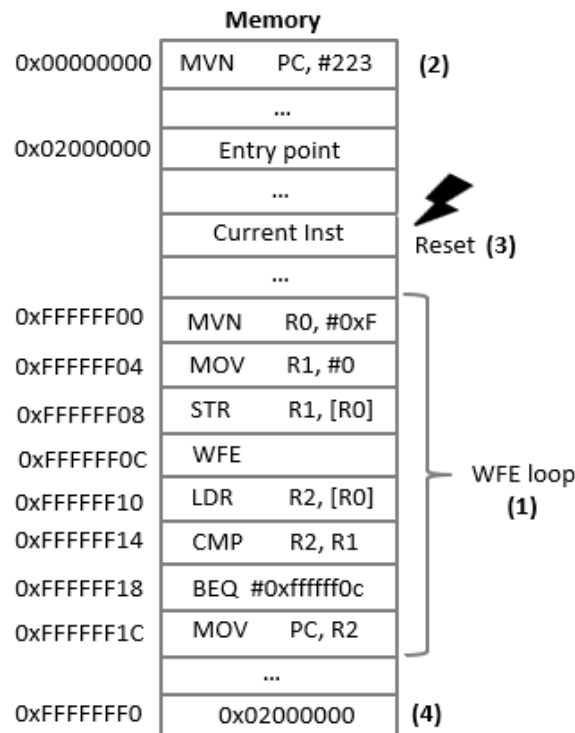 Memory
0x00000000 MVN PC, #223 (2)
...
0x02000000 Entry point
...
Current Inst
Reset (3)
...
0xFFFFFF00 MVN R0, #0xF
0xFFFFFF04 MOV R1, #0
0xFFFFFF08 STR R1, [R0]
0xFFFFFF0C WFE
0xFFFFFF10 LDR R2, [R0]
WFE loop
(1)
0xFFFFFF14 CMP R2, R1
0xFFFFFF18 BEQ #0xffffff0c
0xFFFFFF1C MOV PC, R2
...
0xFFFFFFF0 0x02000000 (4)